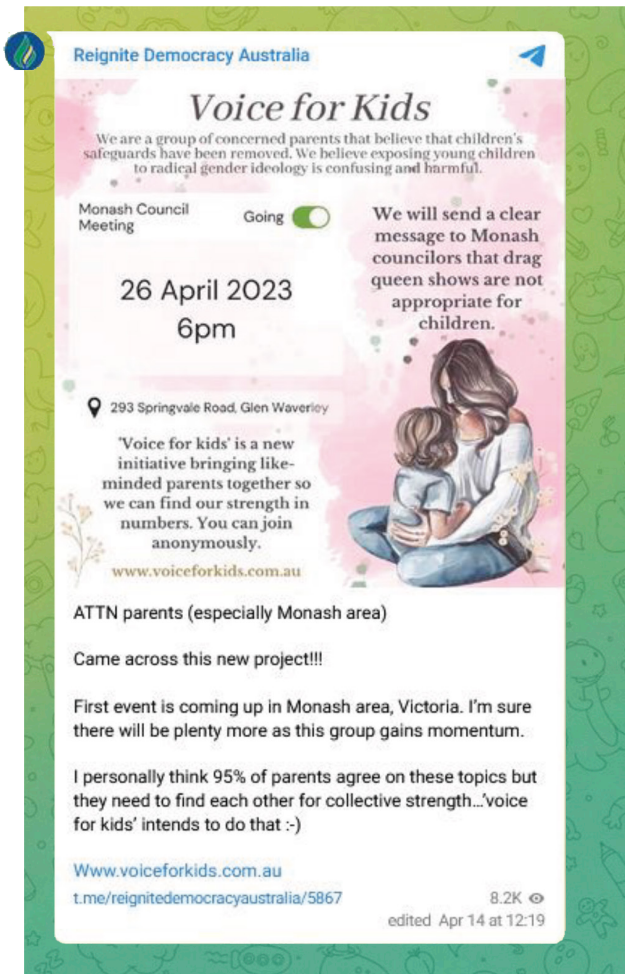 Reignite Democracy Australia
Voice for Kids
We are a group of concerned parents that believe that children's
safeguards have been removed. We believe exposing young children
to radical gender ideology is confusing and harmful.
Monash Council
Meeting
Going
26 April 2023
6pm
293 Springvale Road, Glen Waverley
We will send a clear
message to Monash
councilors that drag
queen shows are not
appropriate for
children.
'Voice for kids' is a new
initiative bringing like-
minded parents together so
we can find our strength in
numbers. You can join
anonymously.
www.voiceforkids.com.au
ATTN parents (especially Monash area)
Came across this new project!!!
First event is coming up in Monash area, Victoria. I'm sure
there will be plenty more as this group gains momentum.
I personally think 95% of parents agree on these topics but
they need to find each other for collective strength...'voice
for kids' intends to do that :-)
Www.voiceforkids.com.au
t.me/reignitedemocracyaustralia/5867
8.2K
edited Apr 14 at 12:19